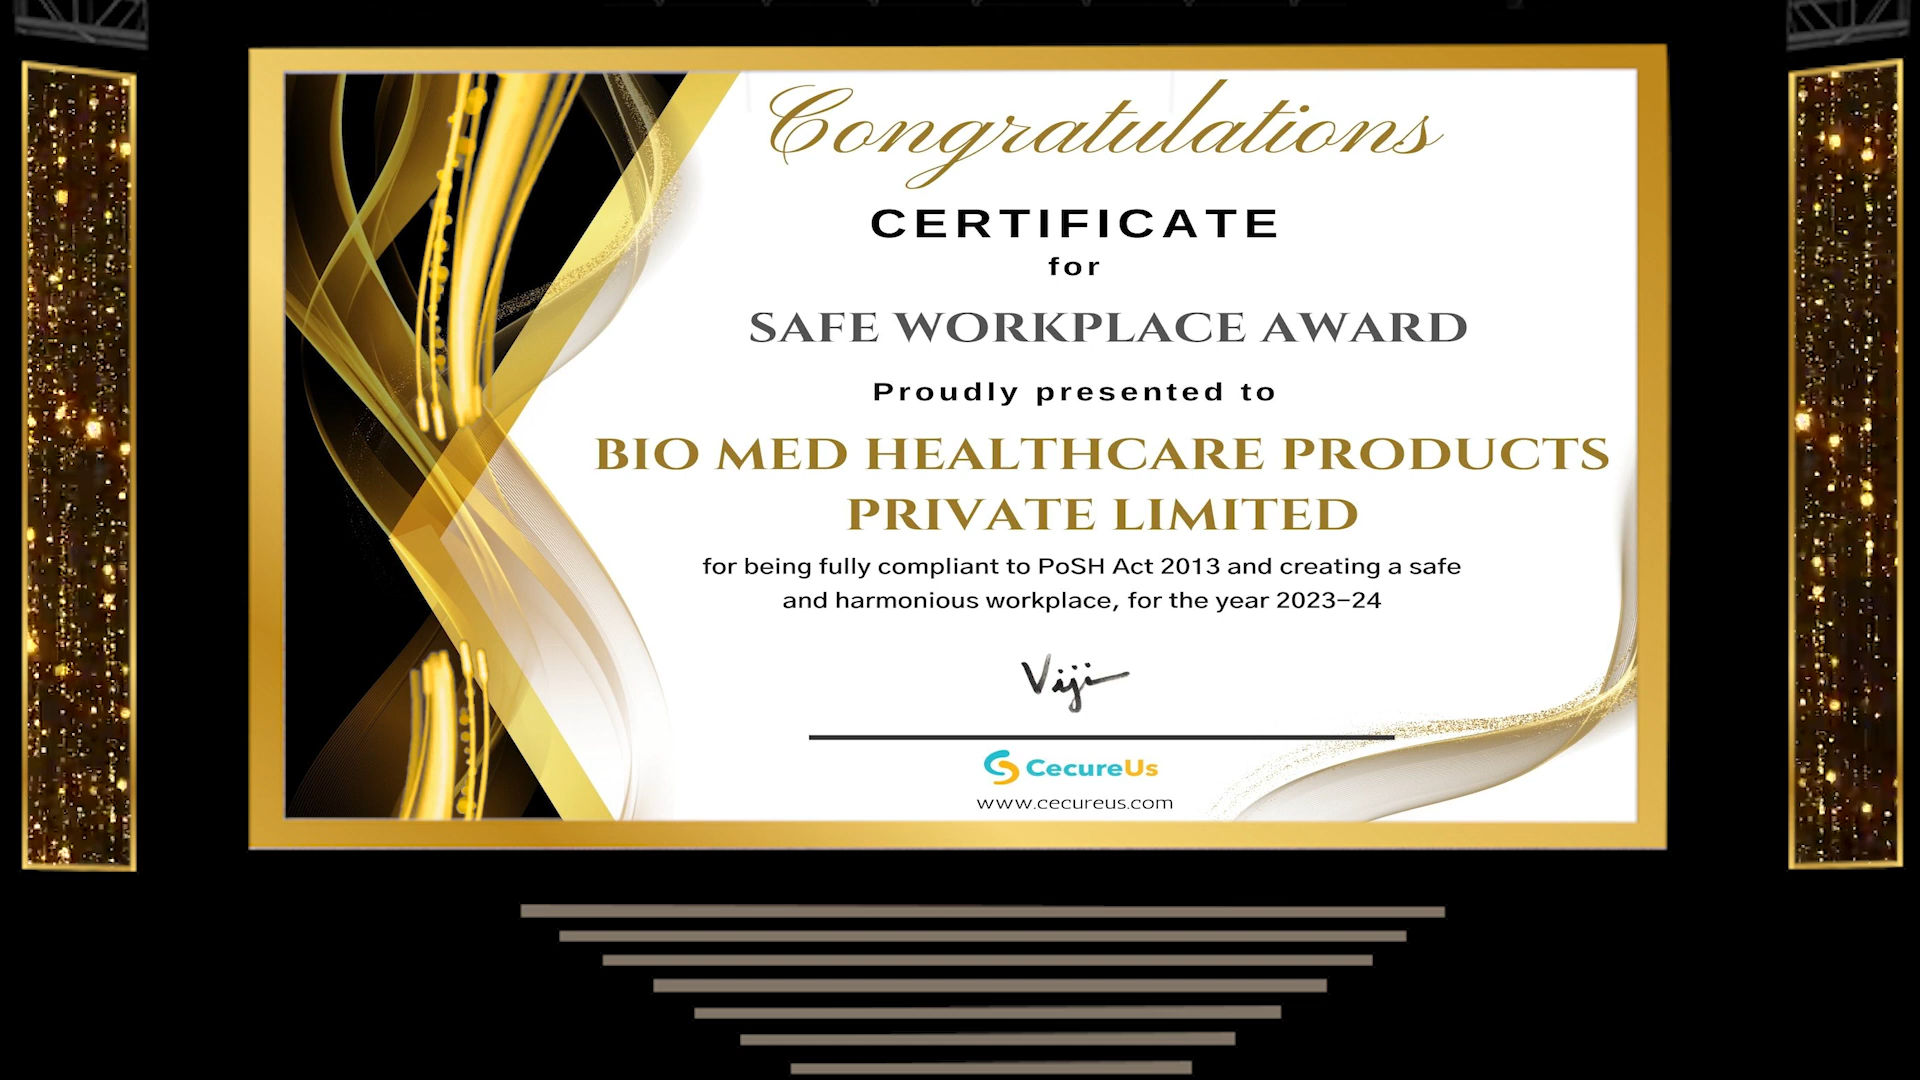 Congratulations
CERTIFICATE
for
SAFE WORKPLACE AWARD
Proudly presented to
BIO MED HEALTHCARE PRODUCTS
PRIVATE LIMITED
for being fully compliant to PoSH Act 2013 and creating a safe
and harmonious workplace, for the year 2023-24
Viji
CecureUs
www.cecureus.com